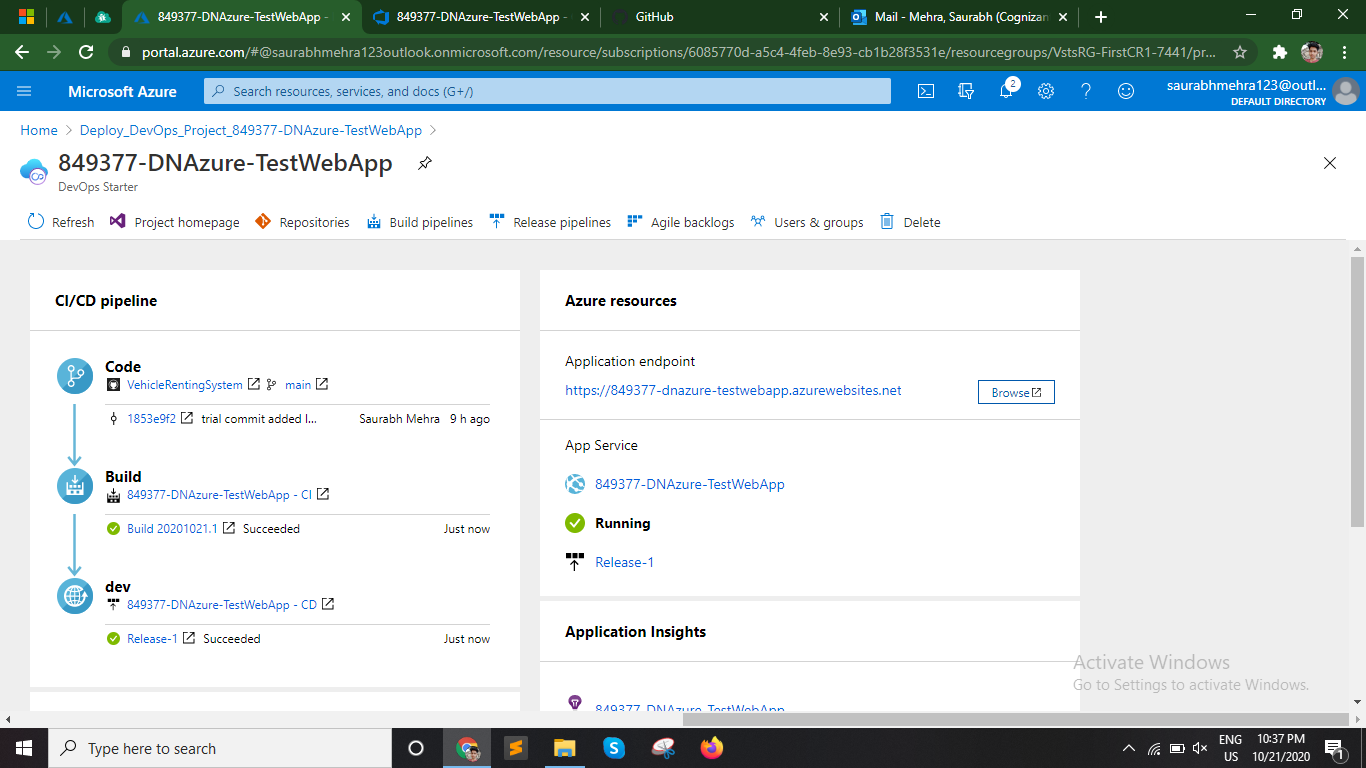 849377-DNAzure-TestWebApp -
849377-DNAzure-TestWebApp -
GitHub
Mail - Mehra, Saurabh (Cognizan
portal.azure.com/#@saurabhmehra123outlook.onmicrosoft.com/resource/subscriptions/6085770d-a5c4-4feb-8e93-cb1b28f3531e/resourcegroups/VstsRG-FirstCR1-7441/pr...
Microsoft Azure
Search resources, services, and docs (G+/)
2
saurabhmehra123@outl...
DEFAULT DIRECTORY
Home > Deploy_DevOps_Project_849377-DNAzure-TestWebApp >
849377-DNAzure-TestWebApp
DevOps Starter
Refresh Project homepage Repositories Build pipelines Release pipelines Agile backlogs Users & groups Delete
CI/CD pipeline
Code
VehicleRentingSystem main
1853e9f2 trial commit added I... Saurabh Mehra 9 h ago
Build
849377-DNAzure-TestWebApp - CI
Build 20201021.1 Succeeded Just now
dev
849377-DNAzure-TestWebApp - CD
Release-1 Succeeded Just now
Azure resources
Application endpoint
https://849377-dnazure-testwebapp.azurewebsites.net Browse
App Service
849377-DNAzure-TestWebApp
Running
Release-1
Application Insights
849377-DNAzure-TestWebApp
Activate Windows
Go to Settings to activate Windows.
Type here to search
ENG
US
10:37 PM
10/21/2020
1